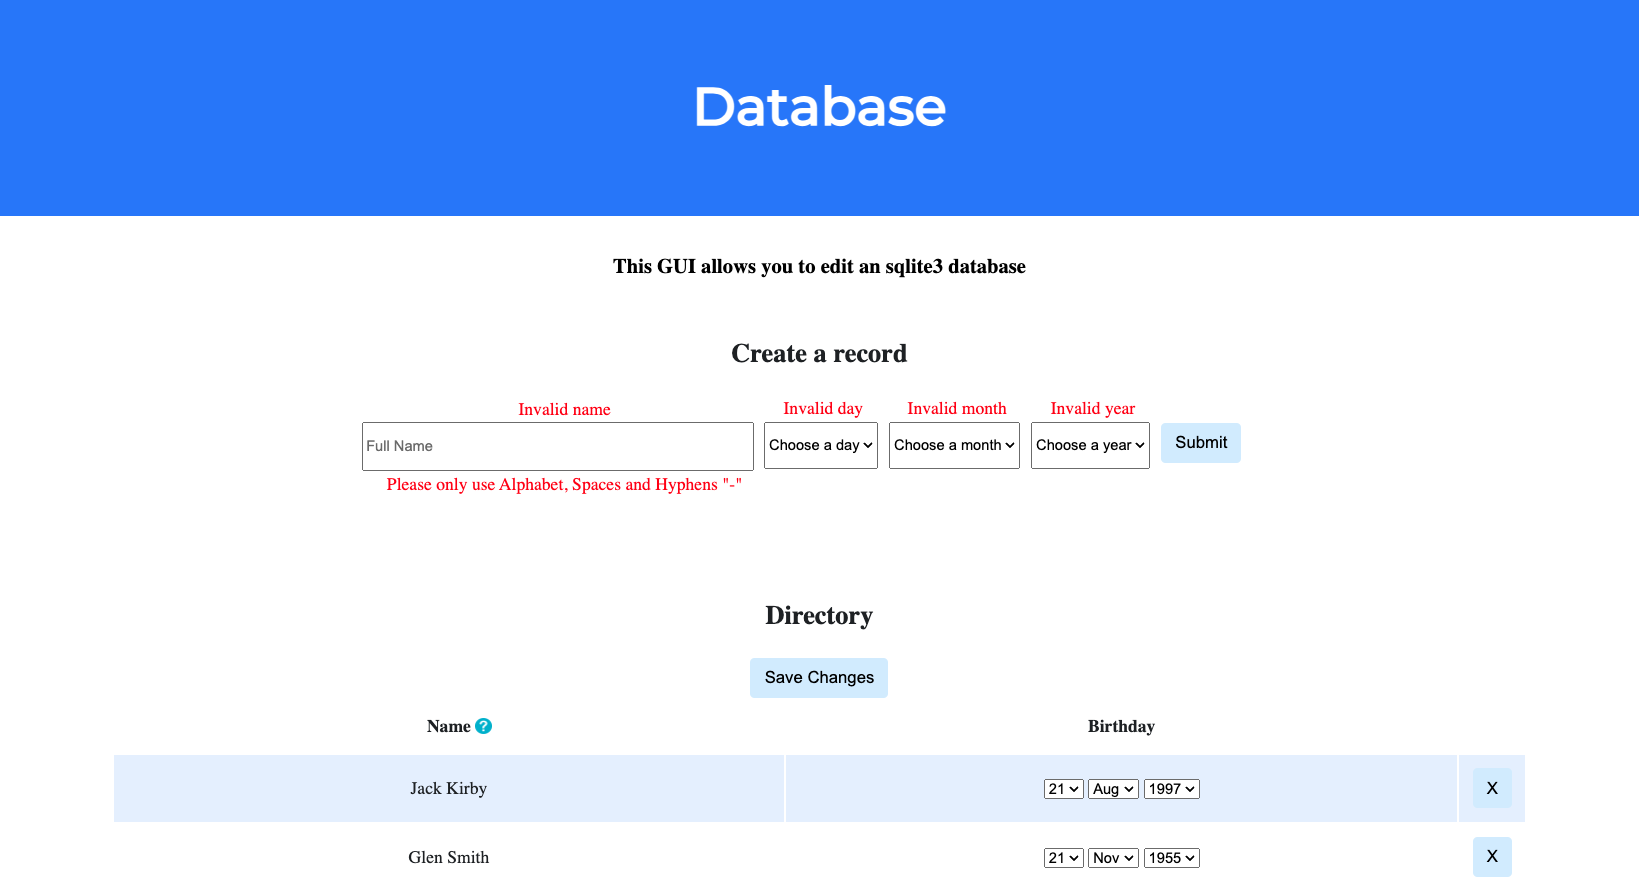 Database
This GUI allows you to edit an sqlite3 database
Create a record
Invalid name Invalid day Invalid month Invalid year
Full Name Choose a day Choose a month Choose a year Submit
Please only use Alphabet, Spaces and Hyphens "-"
Directory
Save Changes
Name ? Birthday
Jack Kirby 21 Aug 1997 X
Glen Smith 21 Nov 1955 X